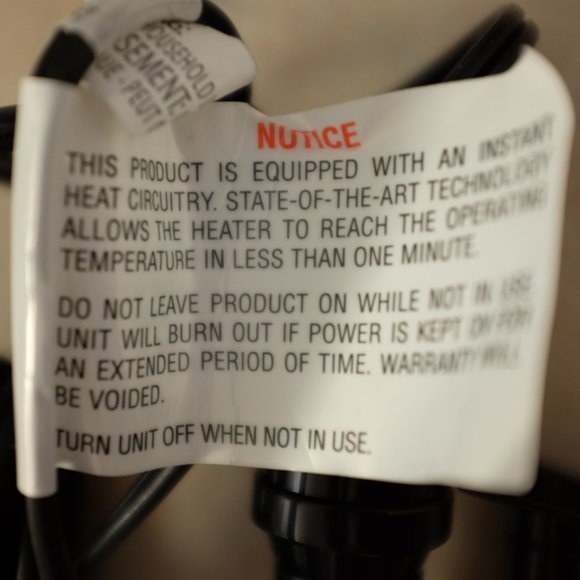 HOUSEHOLD
NOTICE
THIS PRODUCT IS EQUIPPED WITH AN INSTANT
HEAT CIRCUITRY. STATE-OF-THE-ART TECHNOLOGY
ALLOWS THE HEATER TO REACH THE OPERATING
TEMPERATURE IN LESS THAN ONE MINUTE.
DO NOT LEAVE PRODUCT ON WHILE NOT IN USE
UNIT WILL BURN OUT IF POWER IS KEPT ON FOR
AN EXTENDED PERIOD OF TIME. WARRANTY WILL
BE VOIDED.
TURN UNIT OFF WHEN NOT IN USE.